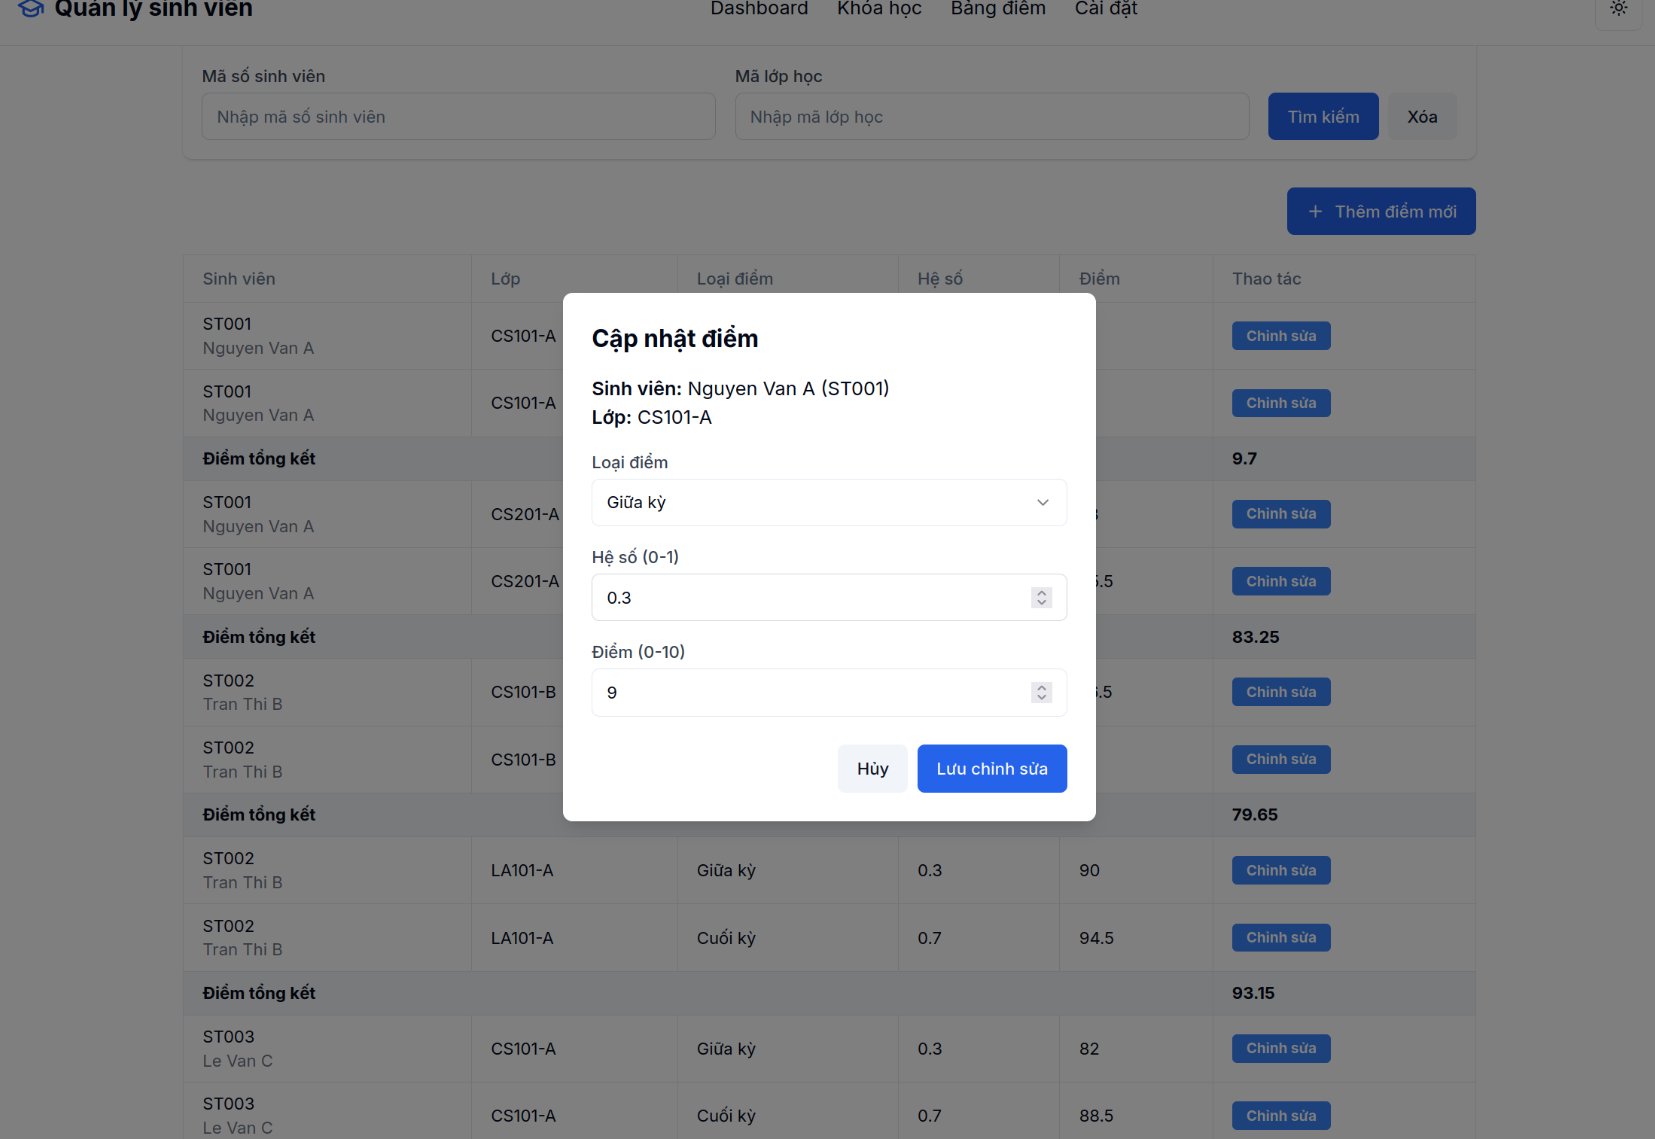 Quản lý sinh viên
Dashboard Khóa học Bảng điểm Cài đặt
Mã số sinh viên Mã lớp học
Nhập mã số sinh viên Nhập mã lớp học Tìm kiếm Xóa
+ Thêm điểm mới
Sinh viên Lớp Loại điểm Hệ số Điểm Thao tác
ST001
Nguyen Van A
CS101-A
Chỉnh sửa
ST001
Nguyen Van A
CS101-A
Chỉnh sửa
Điểm tổng kết 9.7
ST001
Nguyen Van A
CS201-A
Chỉnh sửa
ST001
Nguyen Van A
CS201-A
.5
Chỉnh sửa
Điểm tổng kết 83.25
ST002
Tran Thi B
CS101-B
.5
Chỉnh sửa
ST002
Tran Thi B
CS101-B
Chỉnh sửa
Điểm tổng kết 79.65
ST002
Tran Thi B
LA101-A Giữa kỳ 0.3 90 Chỉnh sửa
ST002
Tran Thi B
LA101-A Cuối kỳ 0.7 94.5 Chỉnh sửa
Điểm tổng kết 93.15
ST003
Le Van C
CS101-A Giữa kỳ 0.3 82 Chỉnh sửa
ST003
Le Van C
CS101-A Cuối kỳ 0.7 88.5 Chỉnh sửa
Cập nhật điểm
Sinh viên: Nguyen Van A (ST001)
Lớp: CS101-A
Loại điểm
Giữa kỳ
Hệ số (0-1)
0.3
Điểm (0-10)
9
Hủy Lưu chỉnh sửa